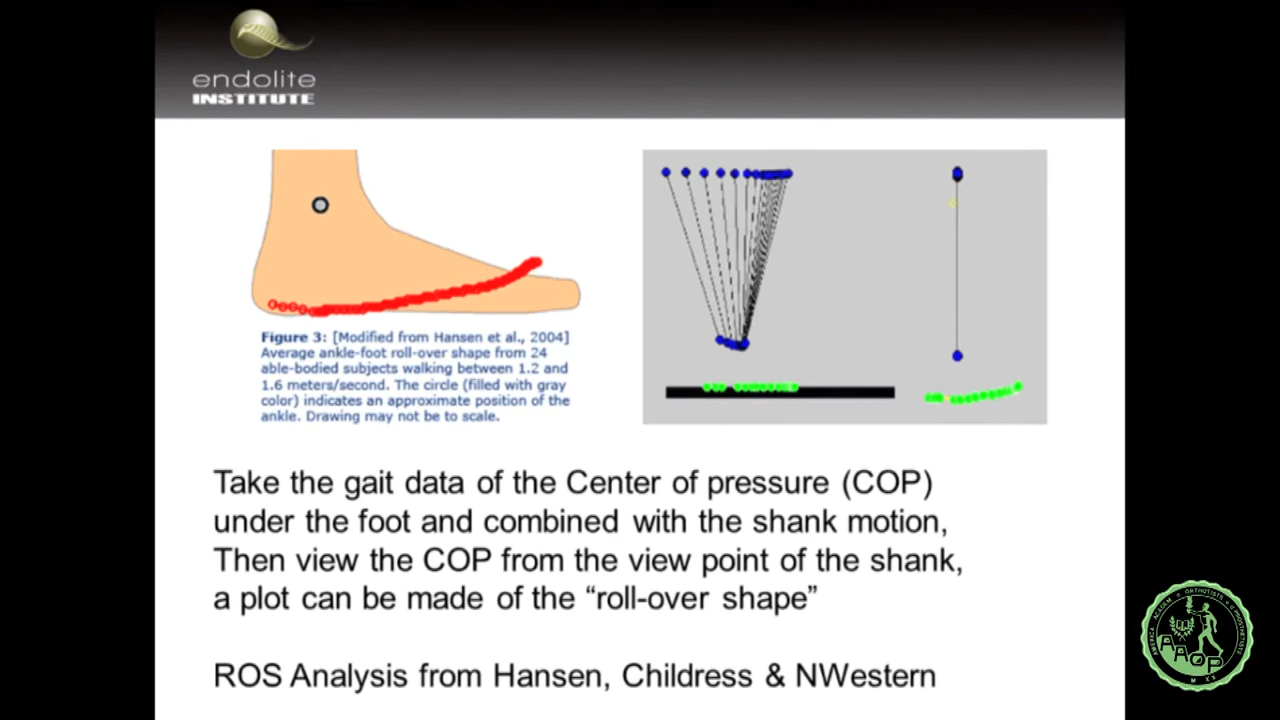 endolite
INSTITUTE
Figure 3: [Modified from Hansen et al., 2004]
Average ankle-foot roll-over shape from 24
able-bodied subjects walking between 1.2 and
1.6 meters/second. The circle (filled with gray
color) indicates an approximate position of the
ankle. Drawing may not be to scale.
Take the gait data of the Center of pressure (COP)
under the foot and combined with the shank motion,
Then view the COP from the view point of the shank,
a plot can be made of the “roll-over shape”
ROS Analysis from Hansen, Childress & NWestern
AAOP